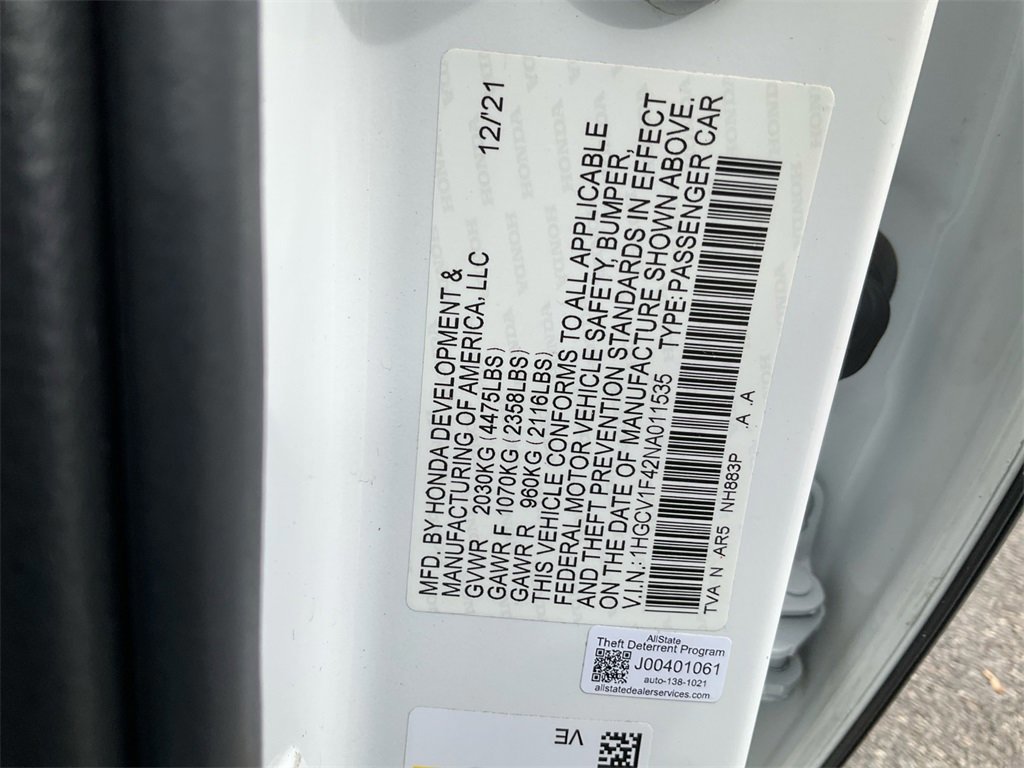 MFD. BY HONDA DEVELOPMENT &
MANUFACTURING OF AMERICA, LLC 12/'21
GVWR 2030KG (4475LBS)
GAWR F 1070KG (2358LBS)
GAWR R 960KG (2116LBS)
THIS VEHICLE CONFORMS TO ALL APPLICABLE
FEDERAL MOTOR VEHICLE SAFETY, BUMPER,
AND THEFT PREVENTION STANDARDS IN EFFECT
ON THE DATE OF MANUFACTURE SHOWN ABOVE.
V.I.N.: 1HGCV1F42NA011535 TYPE: PASSENGER CAR
TVA N AR5 NH883P .A .A
AllState
Theft Deterrent Program
J00401061
auto-138-1021
allstatedealerservices.com
VE